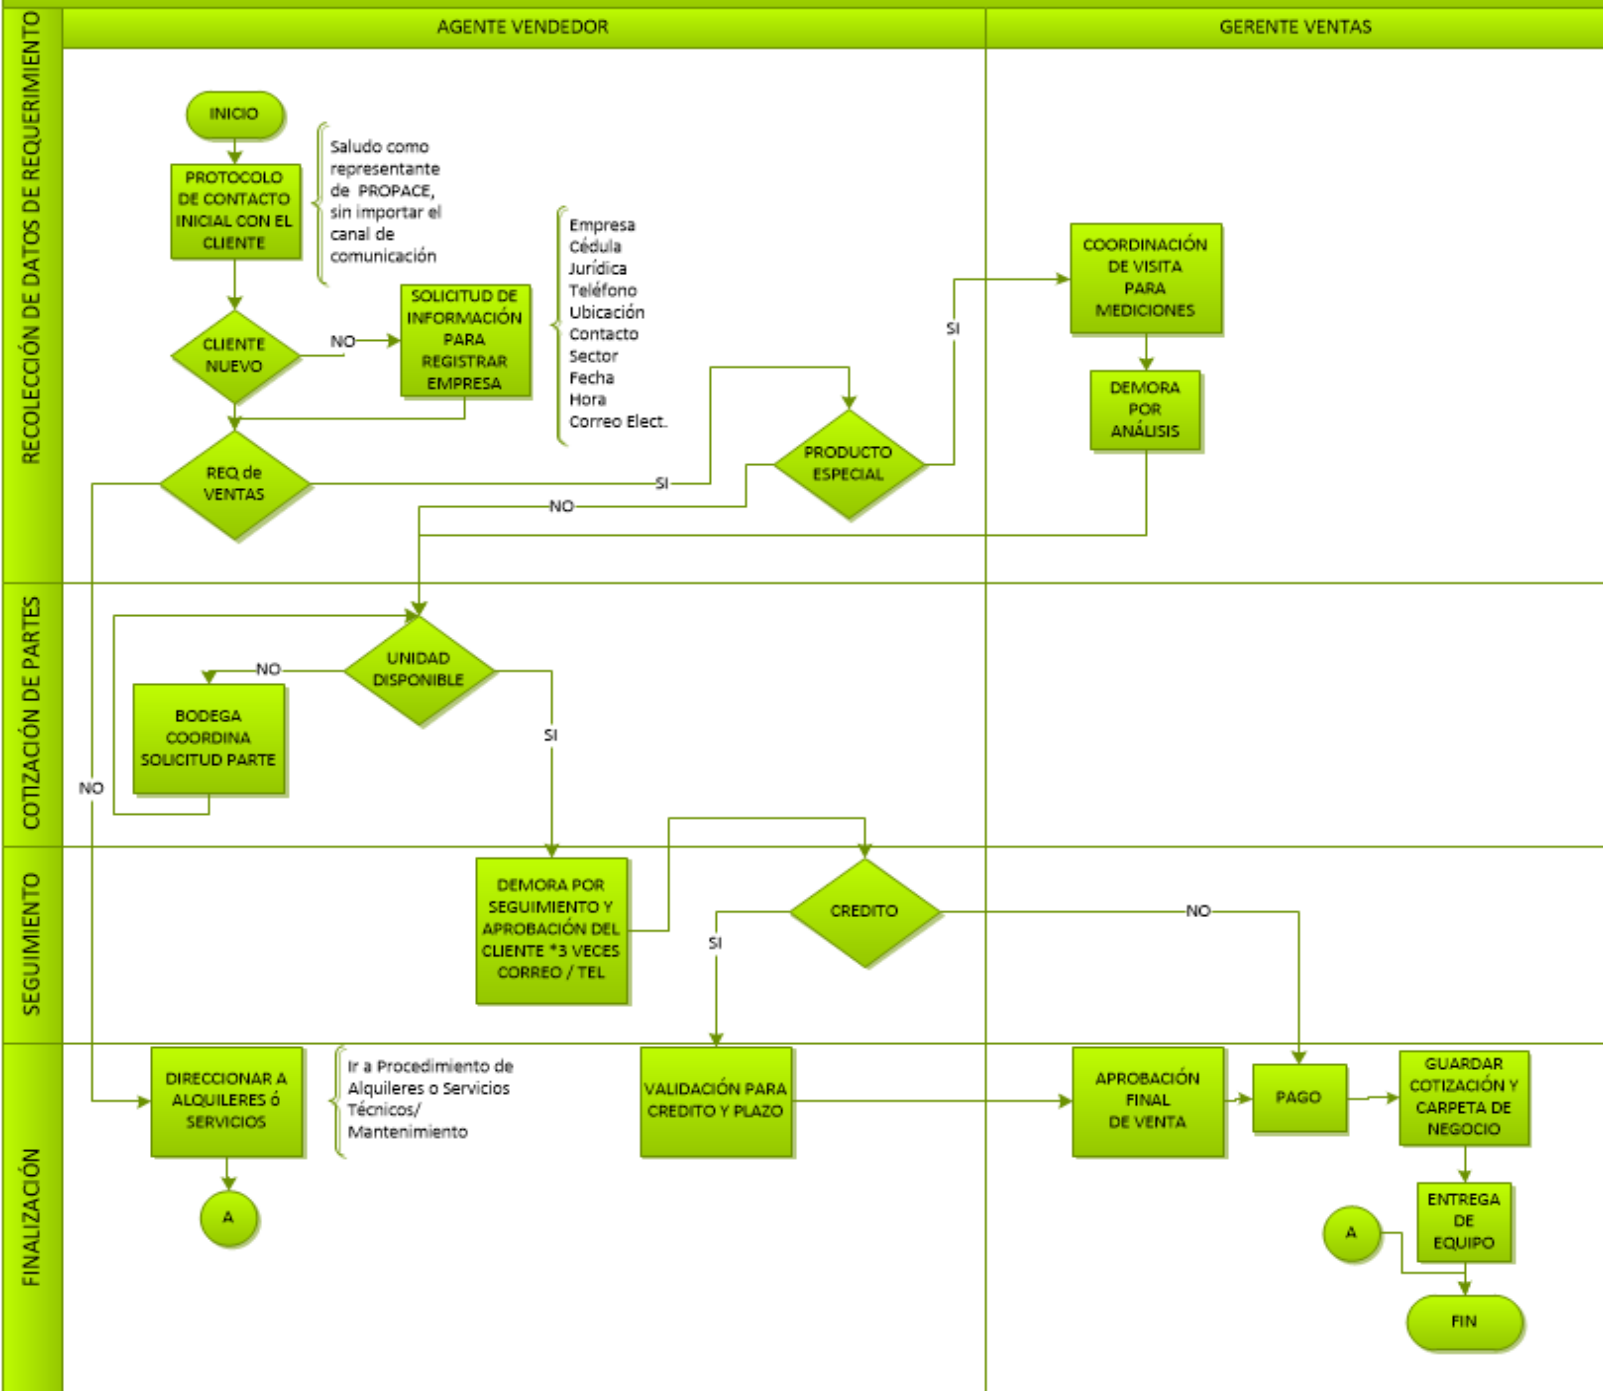 AGENTE VENDEDOR
GERENTE VENTAS
RECOLECCIÓN DE DATOS DE REQUERIMIENTO
INICIO
PROTOCOLO
DE CONTACTO
INICIAL CON EL
CLIENTE
Saludo como
representante
de PROPACE,
sin importar el
canal de
comunicación
CLIENTE
NUEVO
NO
SOLICITUD DE
INFORMACIÓN
PARA
REGISTRAR
EMPRESA
Empresa
Cédula
Jurídica
Teléfono
Ubicación
Contacto
Sector
Fecha
Hora
Correo Elect.
REQ de
VENTAS
SI
PRODUCTO
ESPECIAL
NO
SI
COORDINACIÓN
DE VISITA
PARA
MEDICIONES
DEMORA
POR
ANÁLISIS
COTIZACIÓN DE PARTES
UNIDAD
DISPONIBLE
NO
BODEGA
COORDINA
SOLICITUD PARTE
SI
NO
SEGUIMIENTO
DEMORA POR
SEGUIMIENTO Y
APROBACIÓN DEL
CLIENTE *3 VECES
CORREO / TEL
CREDITO
SI
NO
FINALIZACIÓN
DIRECCIONAR A
ALQUILERES ó
SERVICIOS
Ir a Procedimiento de
Alquileres o Servicios
Técnicos/
Mantenimiento
A
VALIDACIÓN PARA
CREDITO Y PLAZO
APROBACIÓN
FINAL
DE VENTA
PAGO
GUARDAR
COTIZACIÓN Y
CARPETA DE
NEGOCIO
ENTREGA
DE
EQUIPO
A
FIN